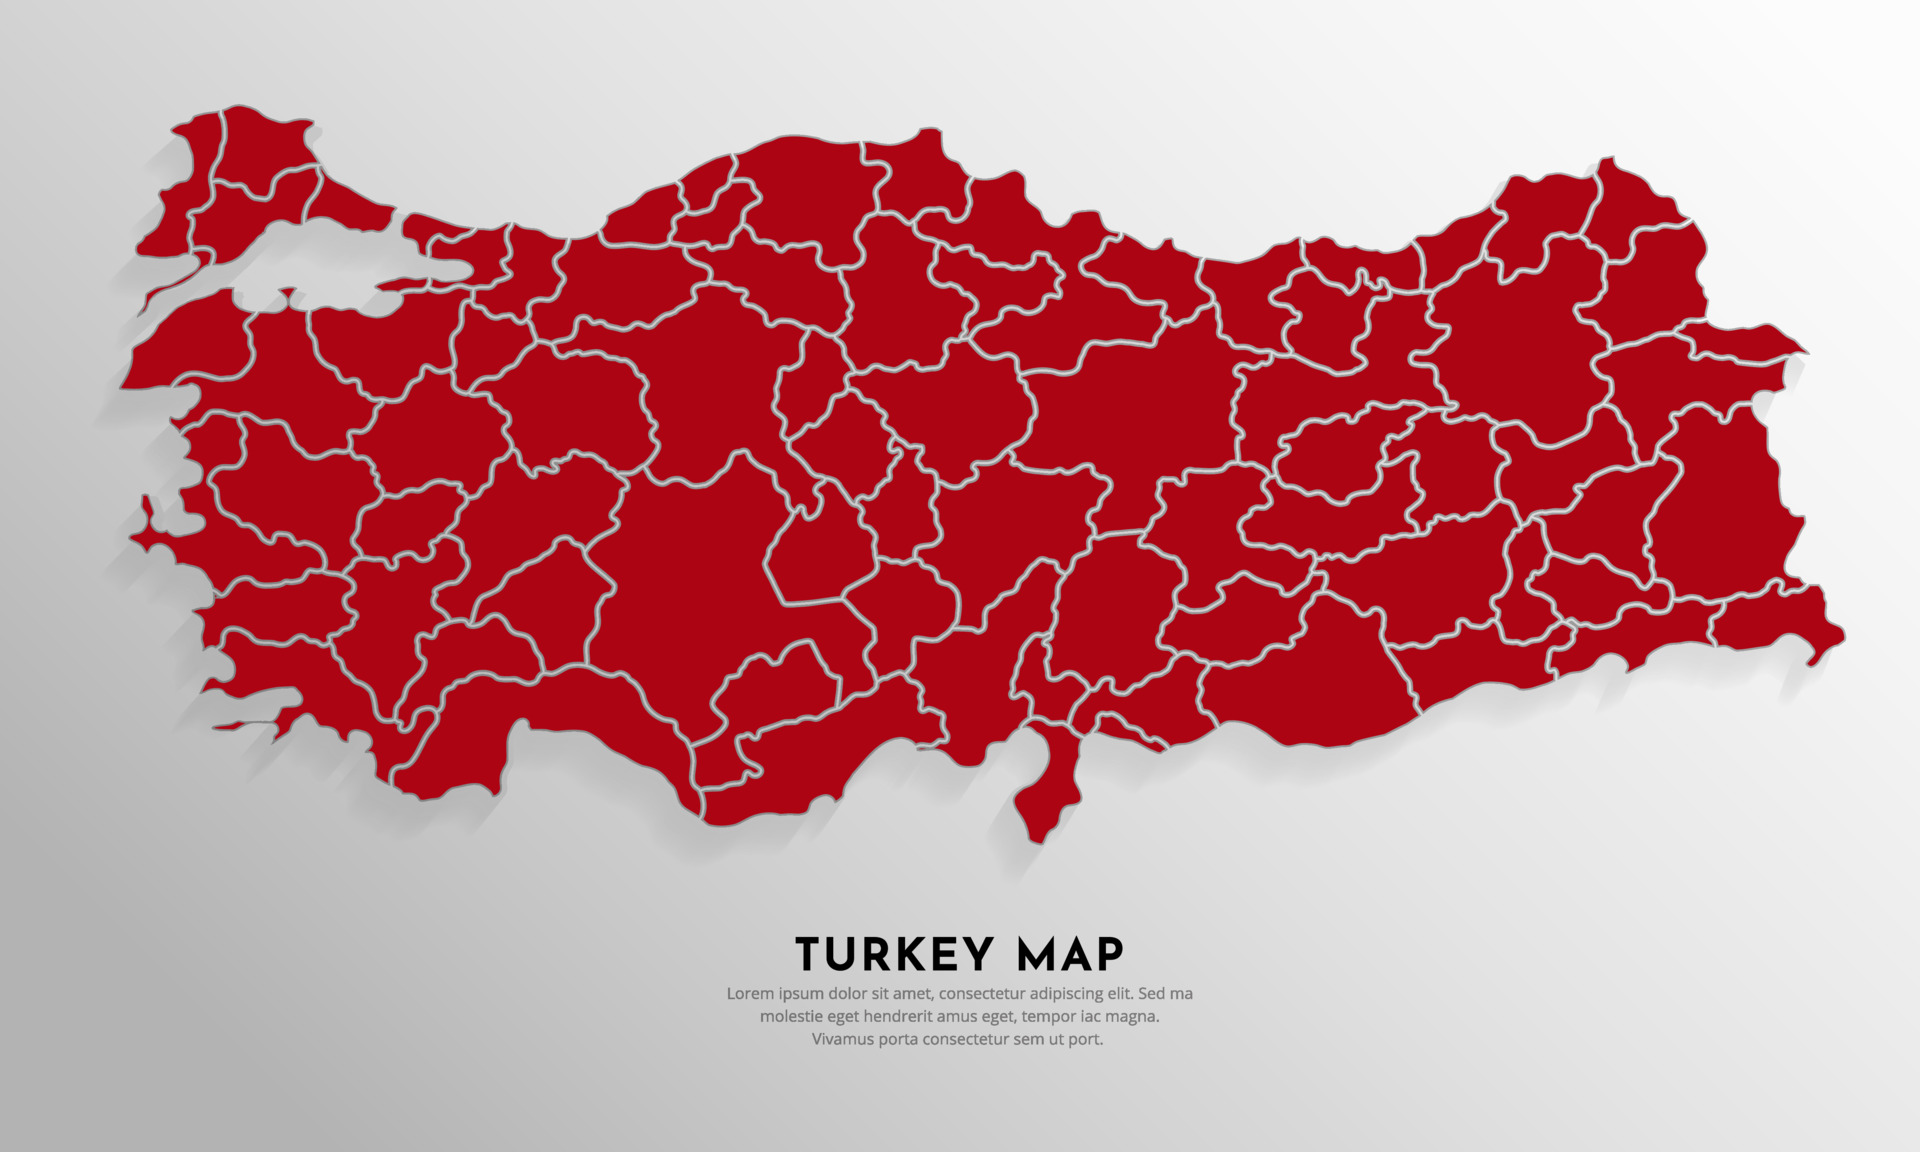 TURKEY MAP
Lorem ipsum dolor sit amet, consectetur adipiscing elit. Sed ma
molestie eget hendrerit amus eget, tempor iac magna.
Vivamus porta consectetur sem ut port.